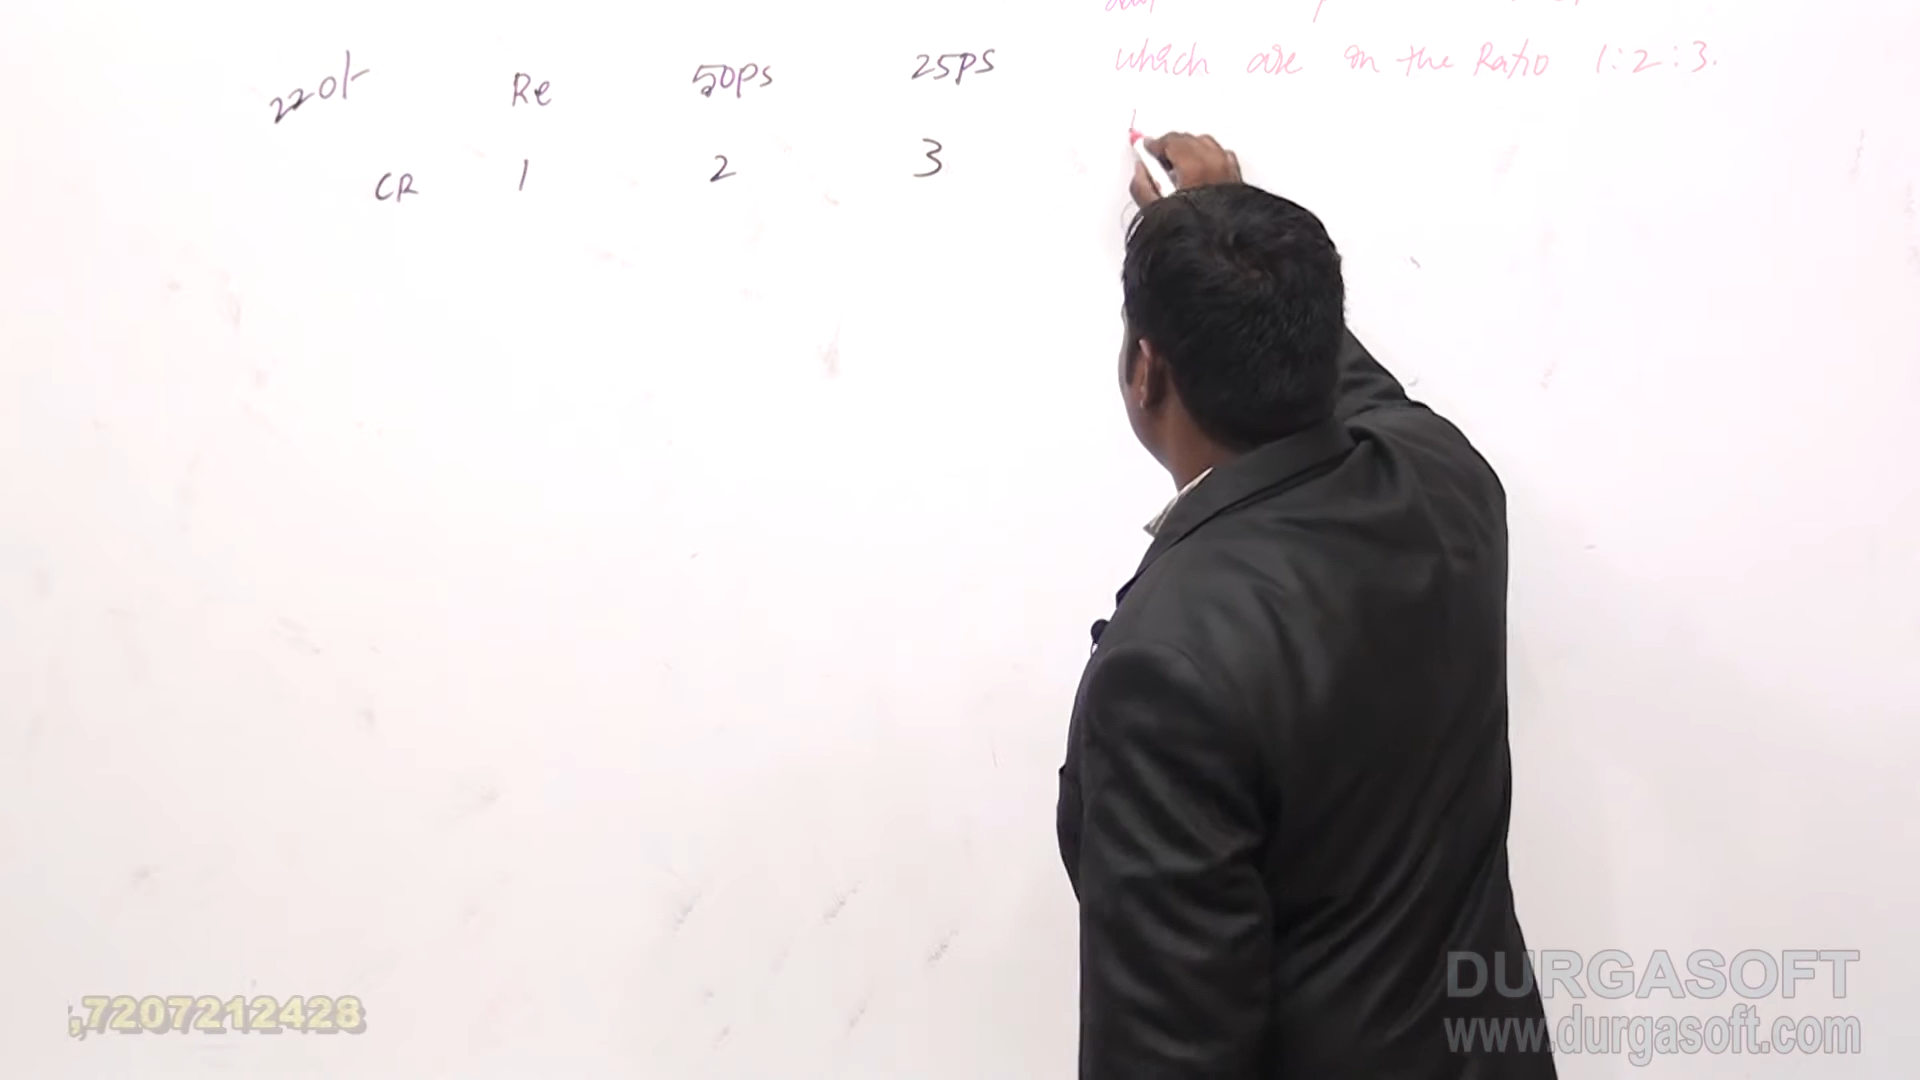 which are in the Ratio 1:2:3.
220/- Re 50ps 25ps
CR 1 2 3
,7207212428
DURGASOFT
www.durgasoft.com